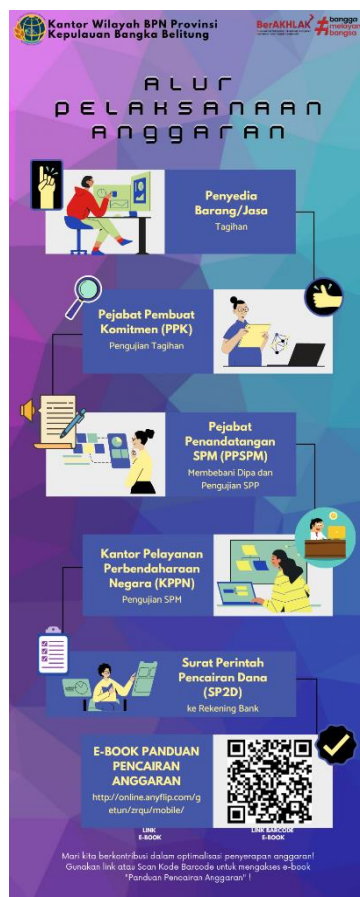 Kantor Wilayah BPN Provinsi
Kepulauan Bangka Belitung
BerAKHLAK
#bangga
melayani
bangsa
ALUR
PELAKSANAAN
ANGGARAN
Penyedia
Barang/Jasa
Tagihan
Pejabat Pembuat
Komitmen (PPK)
Pengujian Tagihan
Pejabat
Penandatangan
SPM (PPSPM)
Membebani Dipa dan
Pengujian SPP
Kantor Pelayanan
Perbendaharaan
Negara (KPPN)
Pengujian SPM
Surat Perintah
Pencairan Dana
(SP2D)
ke Rekening Bank
E-BOOK PANDUAN
PENCAIRAN
ANGGARAN
http://online.anyflip.com/g
etun/zrqu/mobile/
LINK
E-BOOK
LINK BARCODE
E-BOOK
Mari kita berkontribusi dalam optimalisasi penyerapan anggaran!
Gunakan link atau Scan Kode Barcode untuk mengakses e-book
"Panduan Pencairan Anggaran" !